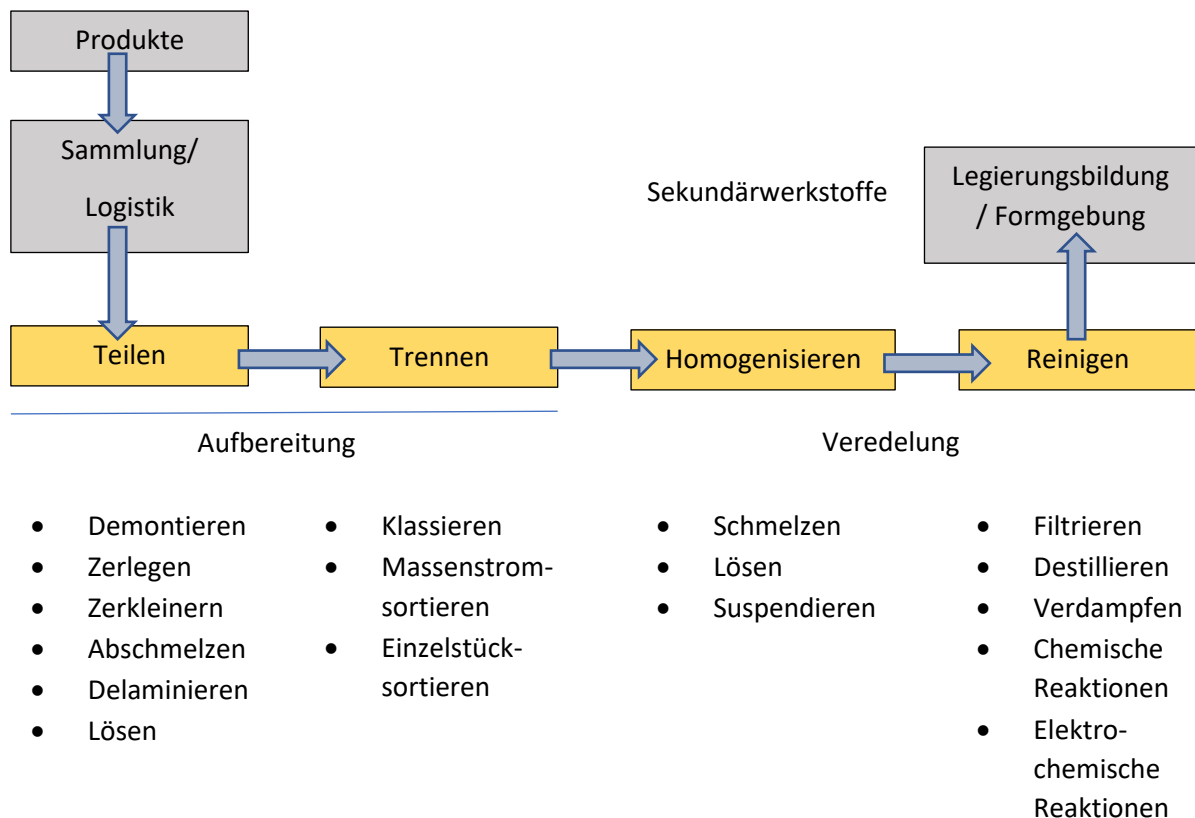 Produkte
Sammlung/
Logistik
Sekundärwerkstoffe
Legierungsbildung
/ Formgebung
Teilen
Trennen
Homogenisieren
Reinigen
Aufbereitung
Veredelung
• Demontieren
• Zerlegen
• Zerkleinern
• Abschmelzen
• Delaminieren
• Lösen
• Klassieren
• Massenstrom-
sortieren
• Einzelstück-
sortieren
• Schmelzen
• Lösen
• Suspendieren
• Filtrieren
• Destillieren
• Verdampfen
• Chemische
Reaktionen
• Elektro-
chemische
Reaktionen